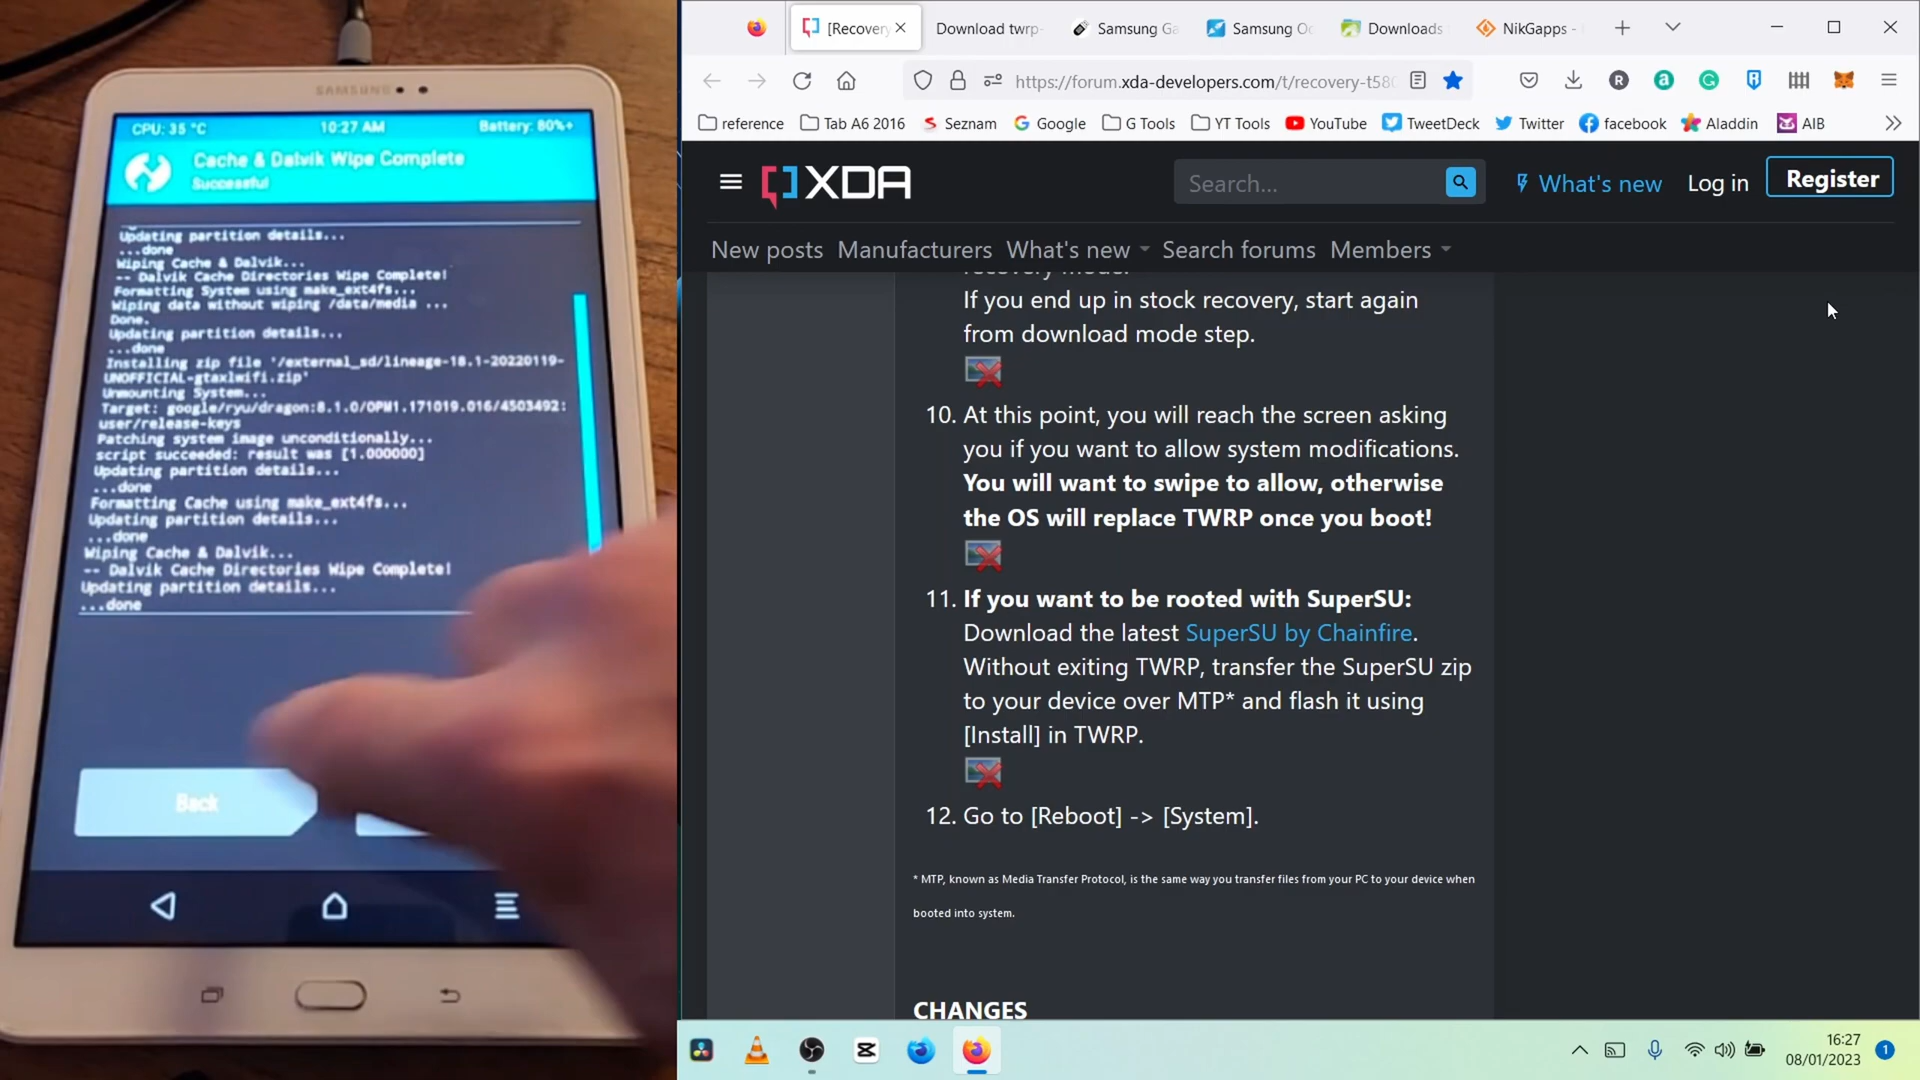 SAMSUNG
CPU: 35 °C
10:27 AM
Battery: 80%+
Cache & Dalvik Wipe Complete
Successful
Updating partition details...
...done
Wiping Cache & Dalvik...
-- Dalvik Cache Directories Wipe Complete!
Formatting System using make_ext4fs...
Wiping data without wiping /data/media ...
Done.
Updating partition details...
...done
Installing zip file '/external_sd/lineage-18.1-20220119-
UNOFFICIAL-gtaxlwifi.zip'
Unmounting System...
Target: google/ryu/dragon:8.1.0/OPM1.171019.016/4503492:
user/release-keys
Patching system image unconditionally...
script succeeded: result was [1.000000]
Updating partition details...
...done
Formatting Cache using make_ext4fs...
Updating partition details...
...done
Wiping Cache & Dalvik...
-- Dalvik Cache Directories Wipe Complete!
Updating partition details...
...done
Back
[Recovery
Download twrp-
Samsung Ga
Samsung Od
Downloads
NikGapps -
https://forum.xda-developers.com/t/recovery-t580
reference
Tab A6 2016
Seznam
Google
G Tools
YT Tools
YouTube
TweetDeck
Twitter
facebook
Aladdin
AIB
XDA
Search...
What's new
Log in
Register
New posts
Manufacturers
What's new
Search forums
Members
recovery mode.
If you end up in stock recovery, start again
from download mode step.
10. At this point, you will reach the screen asking
you if you want to allow system modifications.
You will want to swipe to allow, otherwise
the OS will replace TWRP once you boot!
11. If you want to be rooted with SuperSU:
Download the latest SuperSU by Chainfire.
Without exiting TWRP, transfer the SuperSU zip
to your device over MTP* and flash it using
[Install] in TWRP.
12. Go to [Reboot] -> [System].
* MTP, known as Media Transfer Protocol, is the same way you transfer files from your PC to your device when
booted into system.
CHANGES
16:27
08/01/2023
1